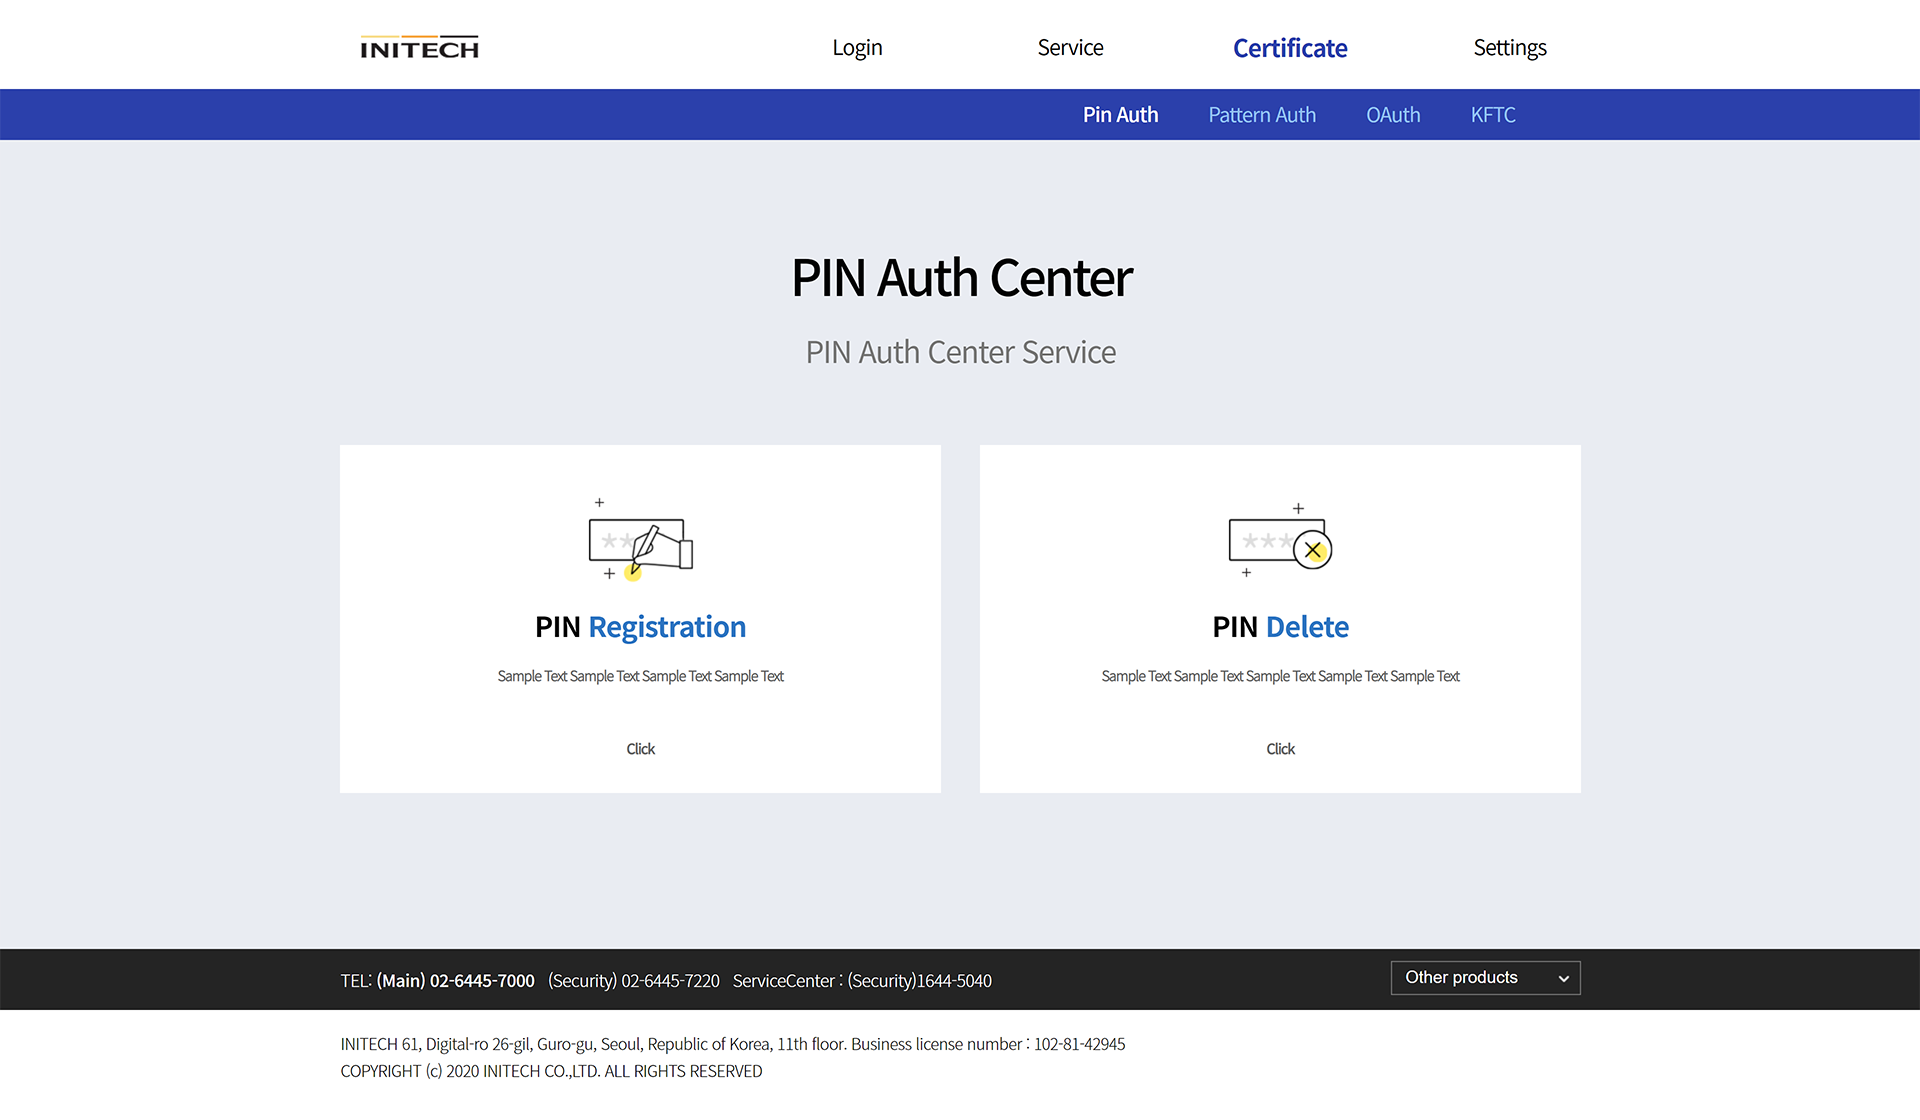 INITECH
Login Service Certificate Settings
Pin Auth Pattern Auth OAuth KFTC
PIN Auth Center
PIN Auth Center Service
PIN Registration
Sample Text Sample Text Sample Text Sample Text
Click
PIN Delete
Sample Text Sample Text Sample Text Sample Text Sample Text
Click
TEL: (Main) 02-6445-7000 (Security) 02-6445-7220 ServiceCenter : (Security)1644-5040
Other products
INITECH 61, Digital-ro 26-gil, Guro-gu, Seoul, Republic of Korea, 11th floor. Business license number : 102-81-42945
COPYRIGHT (c) 2020 INITECH CO.,LTD. ALL RIGHTS RESERVED